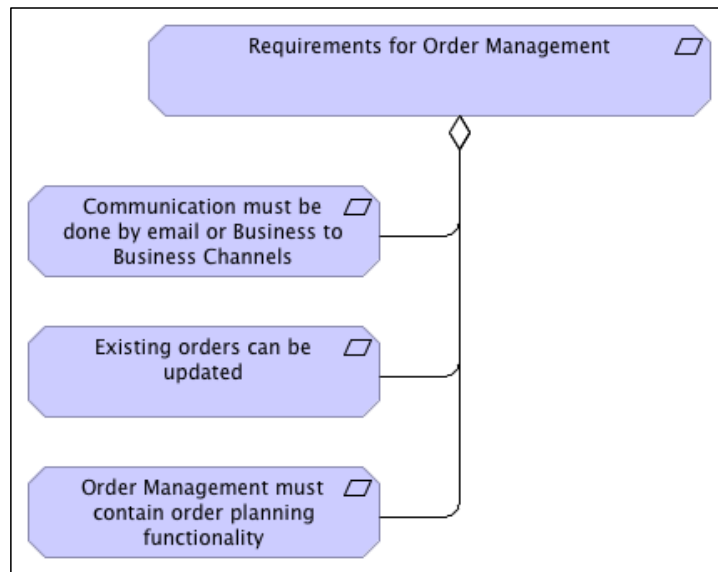 Requirements for Order Management
Communication must be
done by email or Business to
Business Channels
Existing orders can be
updated
Order Management must
contain order planning
functionality